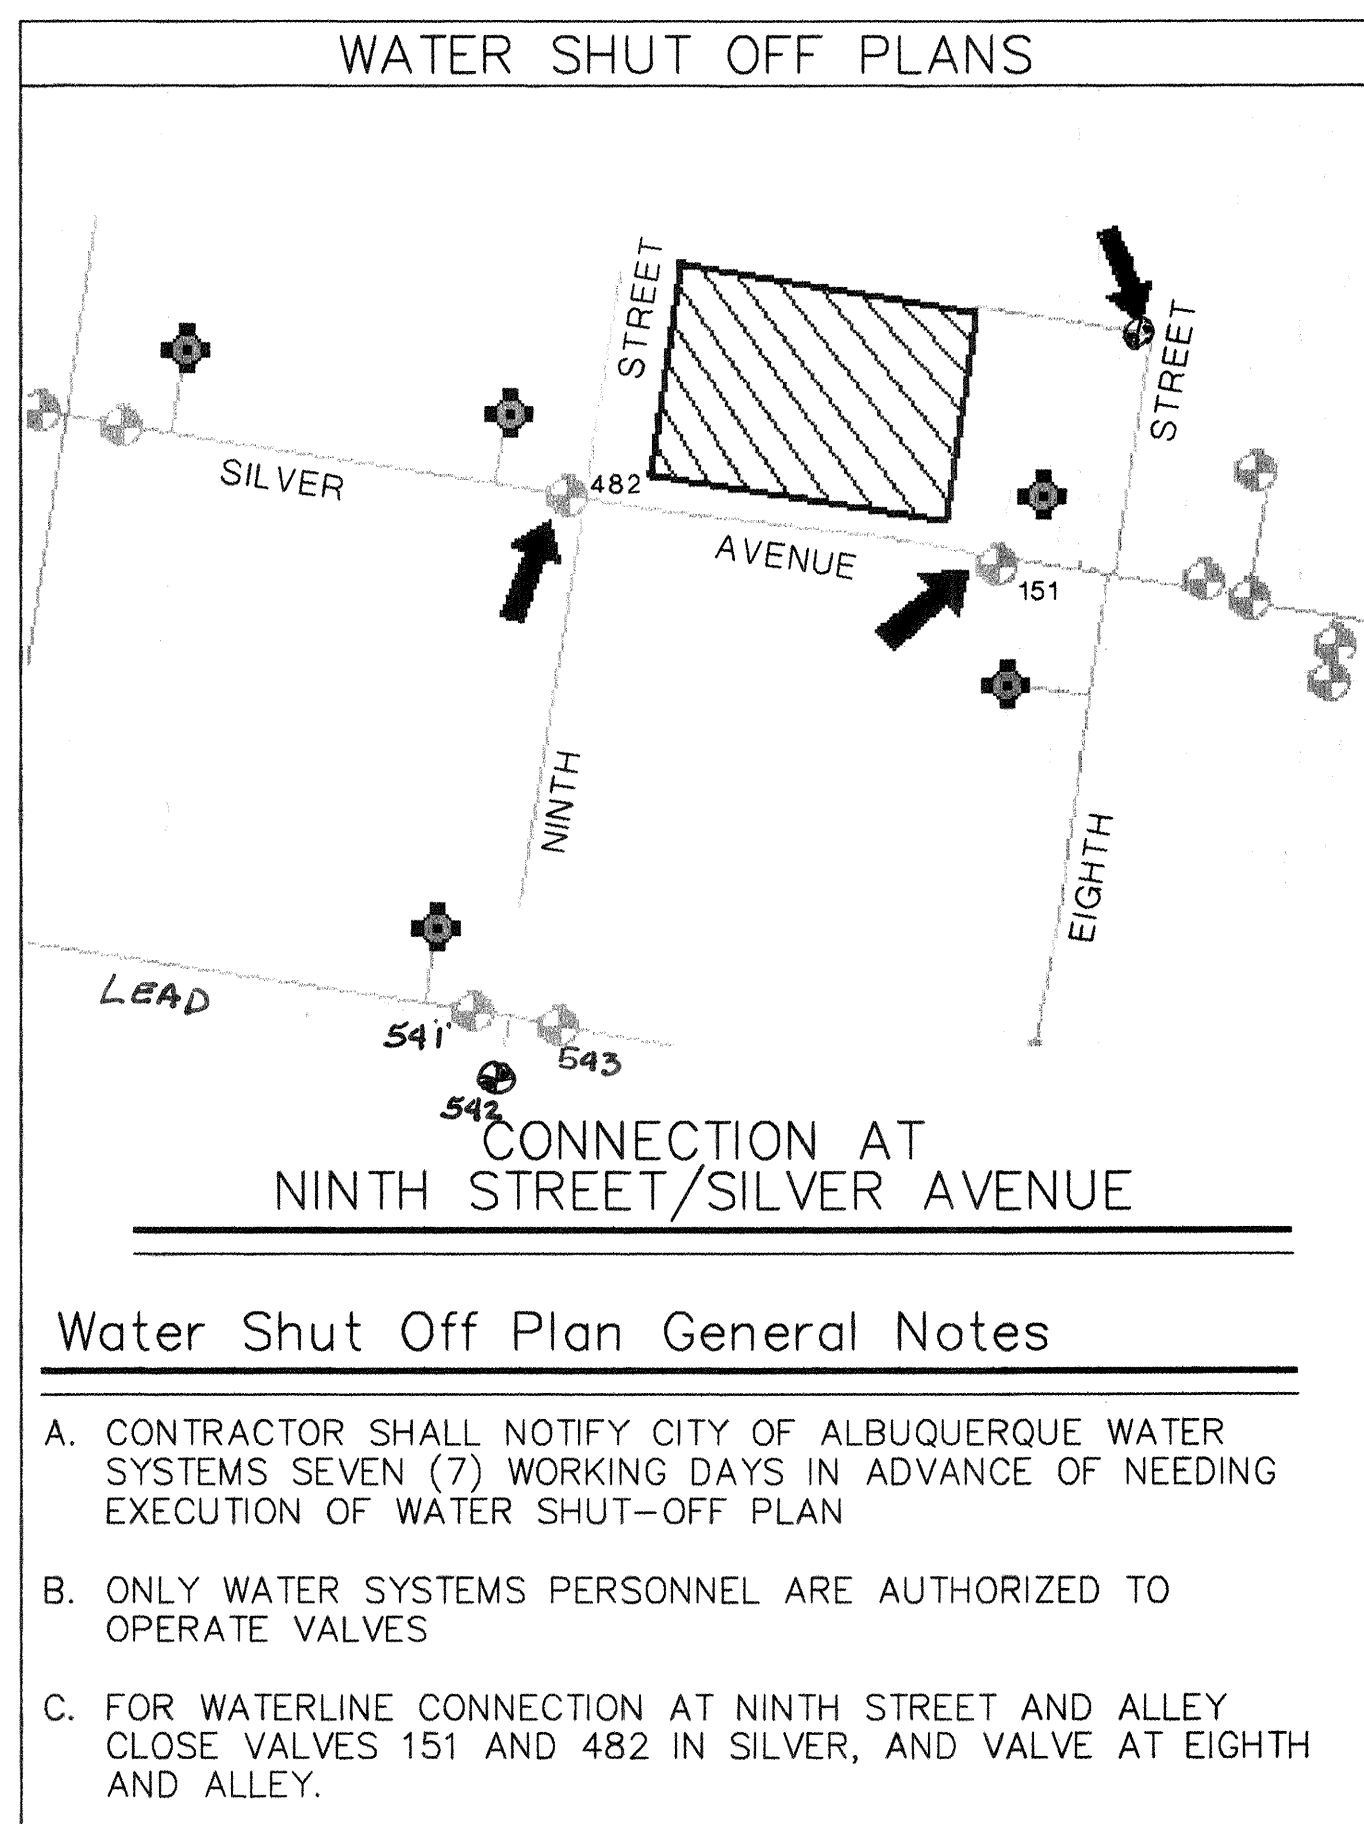 WATER SHUT OFF PLANS
STREET
STREET
SILVER
482
AVENUE
151
NINTH
EIGHTH
LEAD
541
543
542
CONNECTION AT
NINTH STREET/SILVER AVENUE
Water Shut Off Plan General Notes
A. CONTRACTOR SHALL NOTIFY CITY OF ALBUQUERQUE WATER
SYSTEMS SEVEN (7) WORKING DAYS IN ADVANCE OF NEEDING
EXECUTION OF WATER SHUT-OFF PLAN
B. ONLY WATER SYSTEMS PERSONNEL ARE AUTHORIZED TO
OPERATE VALVES
C. FOR WATERLINE CONNECTION AT NINTH STREET AND ALLEY
CLOSE VALVES 151 AND 482 IN SILVER, AND VALVE AT EIGHTH
AND ALLEY.